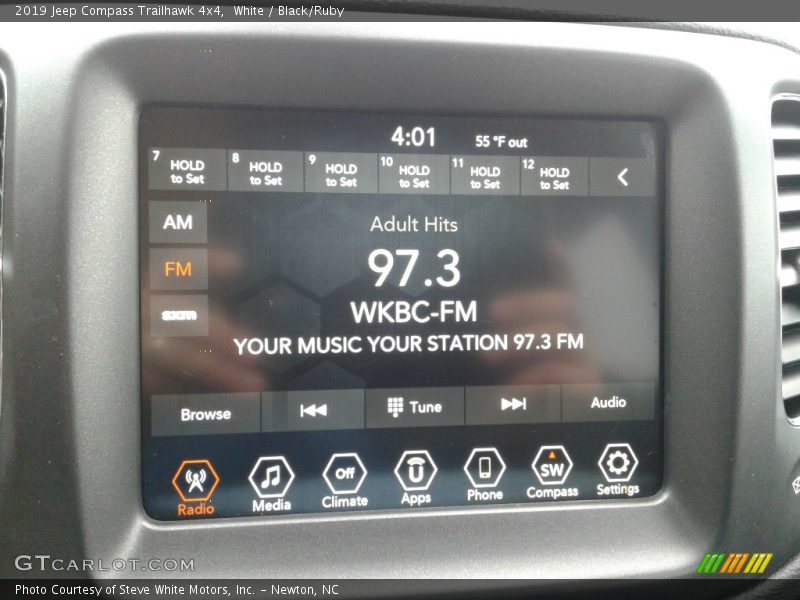 2019 Jeep Compass Trailhawk 4x4, White / Black/Ruby
4:01 55 °F out
7 HOLD to Set
8 HOLD to Set
9 HOLD to Set
10 HOLD to Set
11 HOLD to Set
12 HOLD to Set
AM
FM
sxm
Adult Hits
97.3
WKBC-FM
YOUR MUSIC YOUR STATION 97.3 FM
Browse
Tune
Audio
Radio
Media
Off
Climate
Apps
Phone
SW
Compass
Settings
GTCARLOT.COM
Photo Courtesy of Steve White Motors, Inc. – Newton, NC